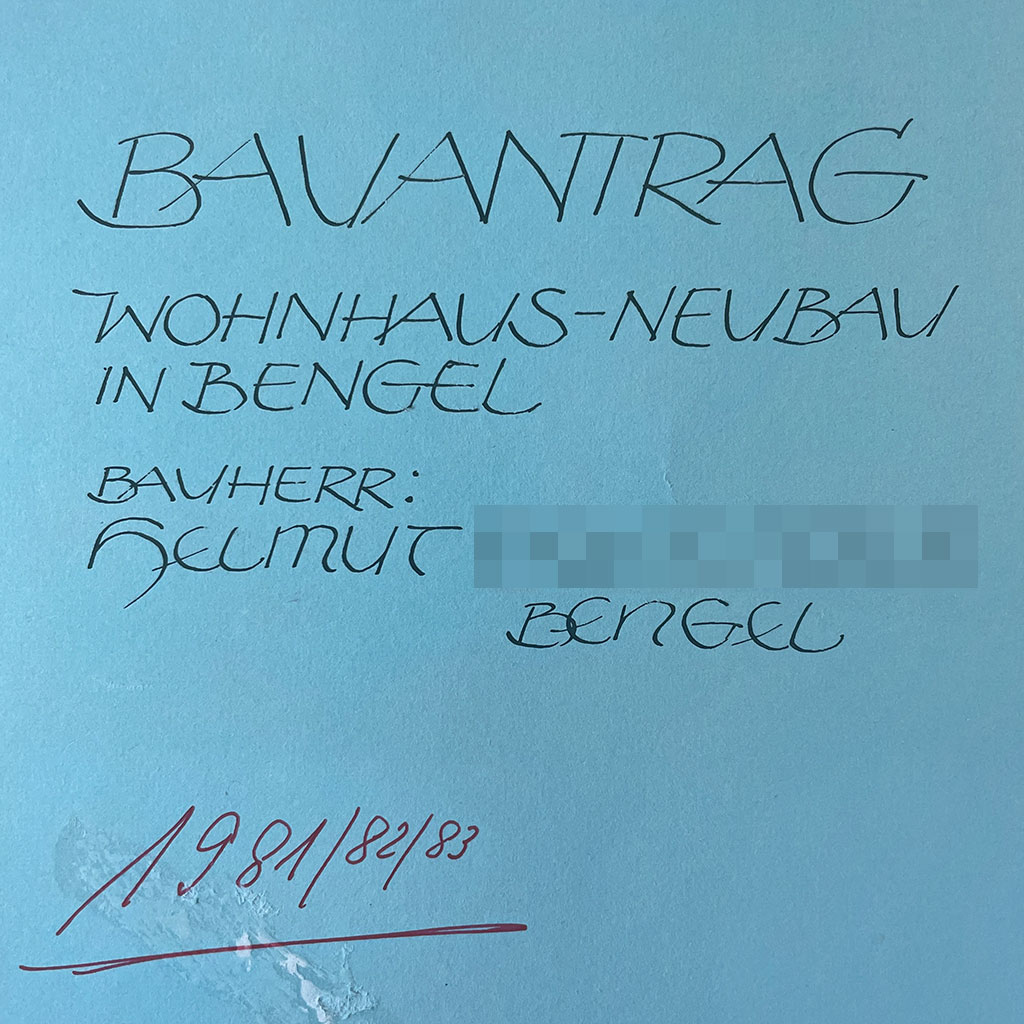 BAUANTRAG
WOHNHAUS-NEUBAU
IN BENGEL
BAUHERR:
HELMUT
BENGEL
1981/82/83